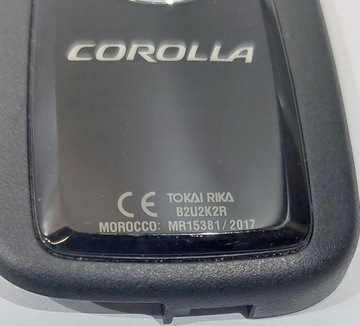 COROLLA
CE TOKAI RIKA
B2U2K2R
MOROCCO: MR15381/2017